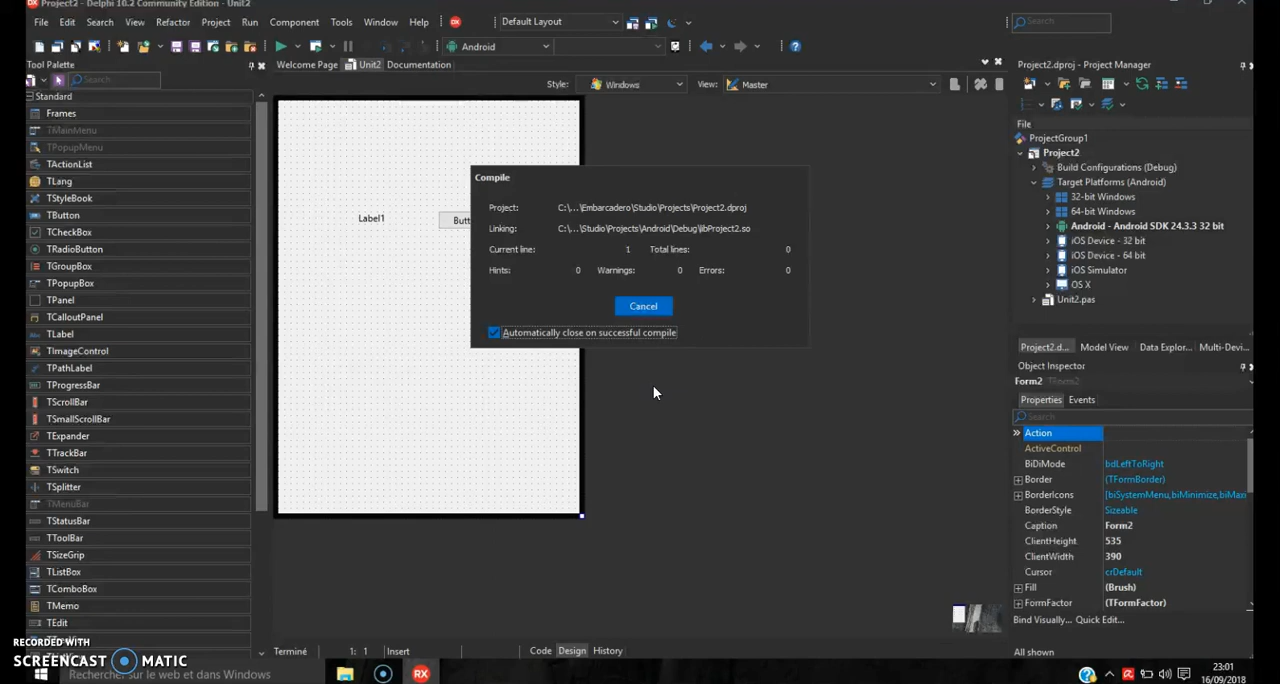 Project2 - Delphi 10.2 Community Edition - Unit2
File Edit Search View Refactor Project Run Component Tools Window Help Default Layout Search
Android
Tool Palette
Search
Standard
Frames
TMainMenu
TPopupMenu
TActionList
TLang
TStyleBook
TButton
TCheckBox
TRadioButton
TGroupBox
TPopupBox
TPanel
TCalloutPanel
TLabel
TImageControl
TPathLabel
TProgressBar
TScrollBar
TSmallScrollBar
TExpander
TTrackBar
TSwitch
TSplitter
TMenuBar
TStatusBar
TToolBar
TSizeGrip
TListBox
TComboBox
TMemo
TEdit
Welcome Page Unit2 Documentation
Style: Windows View: Master
Label1
Butt
Compile
Project: C:\...\Embarcadero\Studio\Projects\Project2.dproj
Linking: C:\...\Studio\Projects\Android\Debug\libProject2.so
Current line: 1 Total lines: 0
Hints: 0 Warnings: 0 Errors: 0
Cancel
Automatically close on successful compile
Project2.dproj - Project Manager
File
ProjectGroup1
Project2
Build Configurations (Debug)
Target Platforms (Android)
32-bit Windows
64-bit Windows
Android - Android SDK 24.3.3 32 bit
iOS Device - 32 bit
iOS Device - 64 bit
iOS Simulator
OS X
Unit2.pas
Project2.d... Model View Data Explor... Multi-Devi...
Object Inspector
Form2 TForm2
Properties Events
Search
Action
ActiveControl
BiDiMode bdLeftToRight
Border (TFormBorder)
BorderIcons [biSystemMenu,biMinimize,biMaxi
BorderStyle Sizeable
Caption Form2
ClientHeight 535
ClientWidth 390
Cursor crDefault
Fill (Brush)
FormFactor (TFormFactor)
Bind Visually... Quick Edit...
All shown
Terminé 1: 1 Insert Code Design History
RECORDED WITH
SCREENCAST MATIC
Rechercher sur le web et dans Windows
RX
23:01
16/09/2018